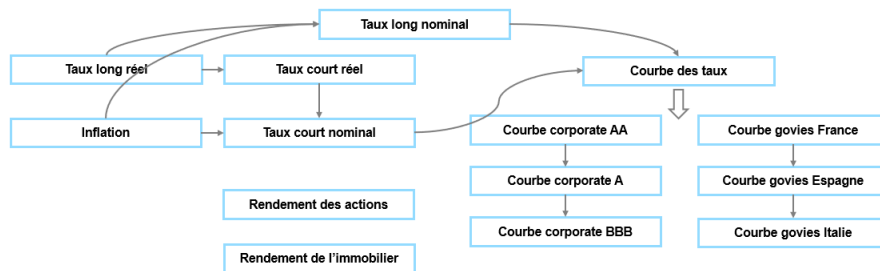 Taux long nominal
Taux long réel
Taux court réel
Courbe des taux
Inflation
Taux court nominal
Courbe corporate AA
Courbe govies France
Courbe corporate A
Courbe govies Espagne
Rendement des actions
Courbe corporate BBB
Courbe govies Italie
Rendement de l’immobilier